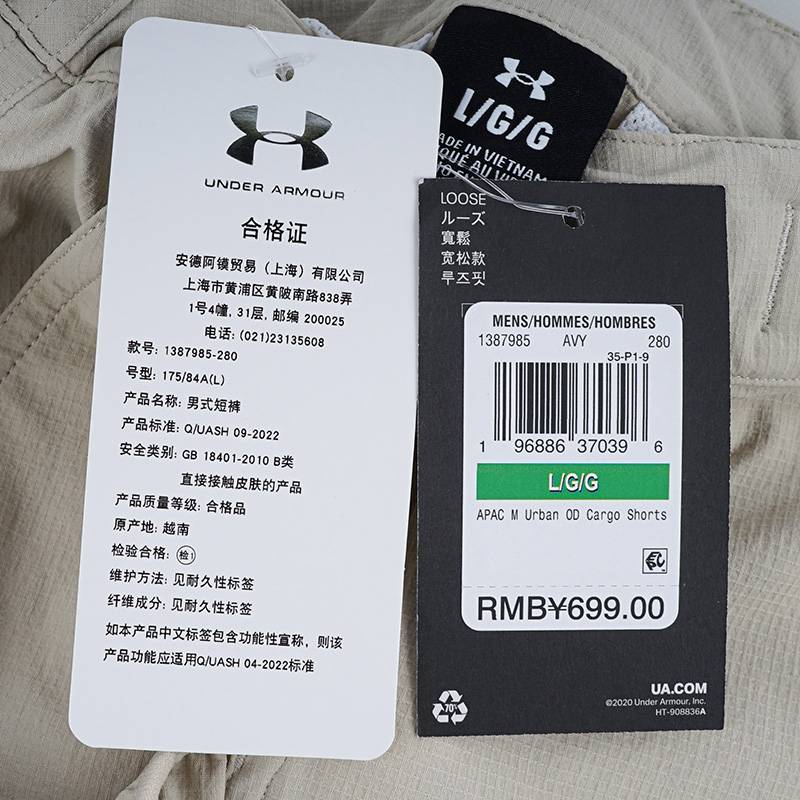 UNDER ARMOUR
合格证
安德阿镆贸易（上海）有限公司
上海市黄浦区黄陂南路838弄
1号4幢, 31层, 邮编 200025
电话: (021)23135608
款号: 1387985-280
号型: 175/84A(L)
产品名称: 男式短裤
产品标准: Q/UASH 09-2022
安全类别: GB 18401-2010 B类
直接接触皮肤的产品
产品质量等级: 合格品
原产地: 越南
检验合格: 检1
维护方法: 见耐久性标签
纤维成分: 见耐久性标签
如本产品中文标签包含功能性宣称，则该
产品功能应适用Q/UASH 04-2022标准
L/G/G
MADE IN VIETNAM
AU
LOOSE
ルーズ
寬鬆
宽松款
루즈핏
MENS/HOMMES/HOMBRES
1387985 AVY 280
35-P1-9
1 96886 37039 6
L/G/G
APAC M Urban OD Cargo Shorts
RMB¥699.00
70%
UA.COM
©2020 Under Armour, Inc.
HT-908836A